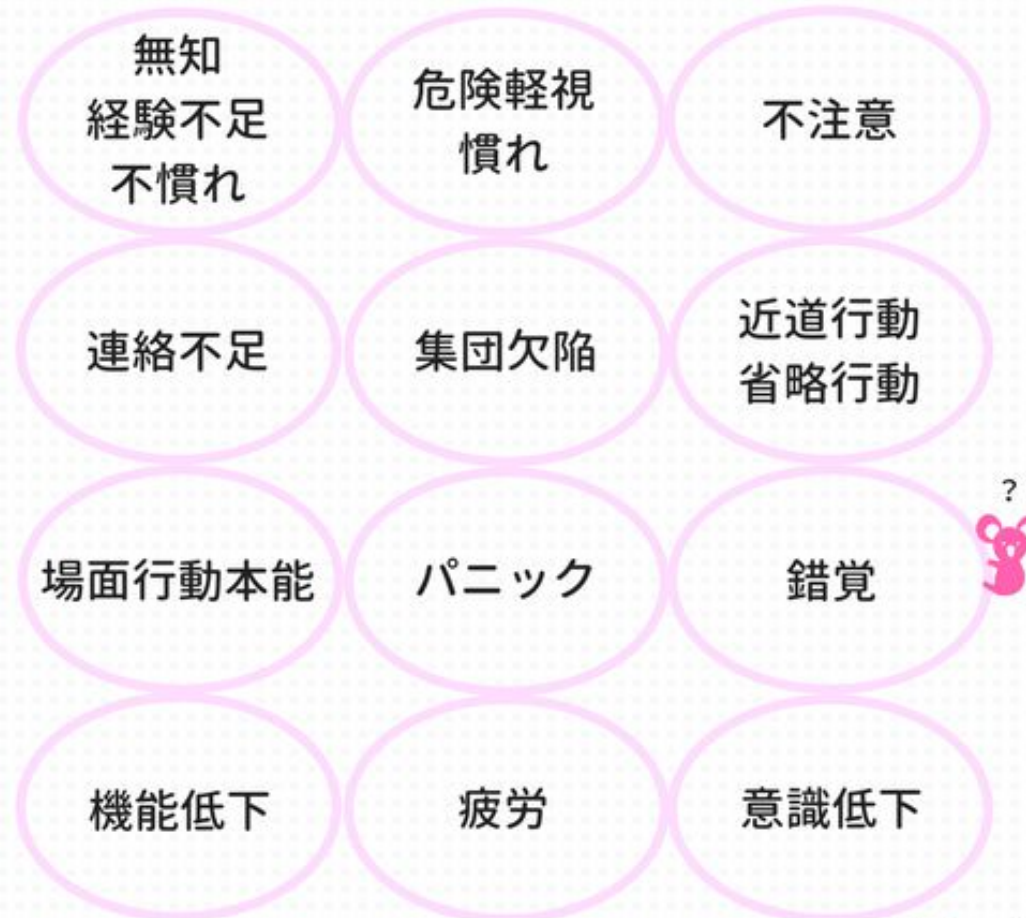 無知
経験不足
不慣れ
危険軽視
慣れ
不注意
連絡不足
集団欠陥
近道行動
省略行動
場面行動本能
パニック
錯覚
?
機能低下
疲労
意識低下